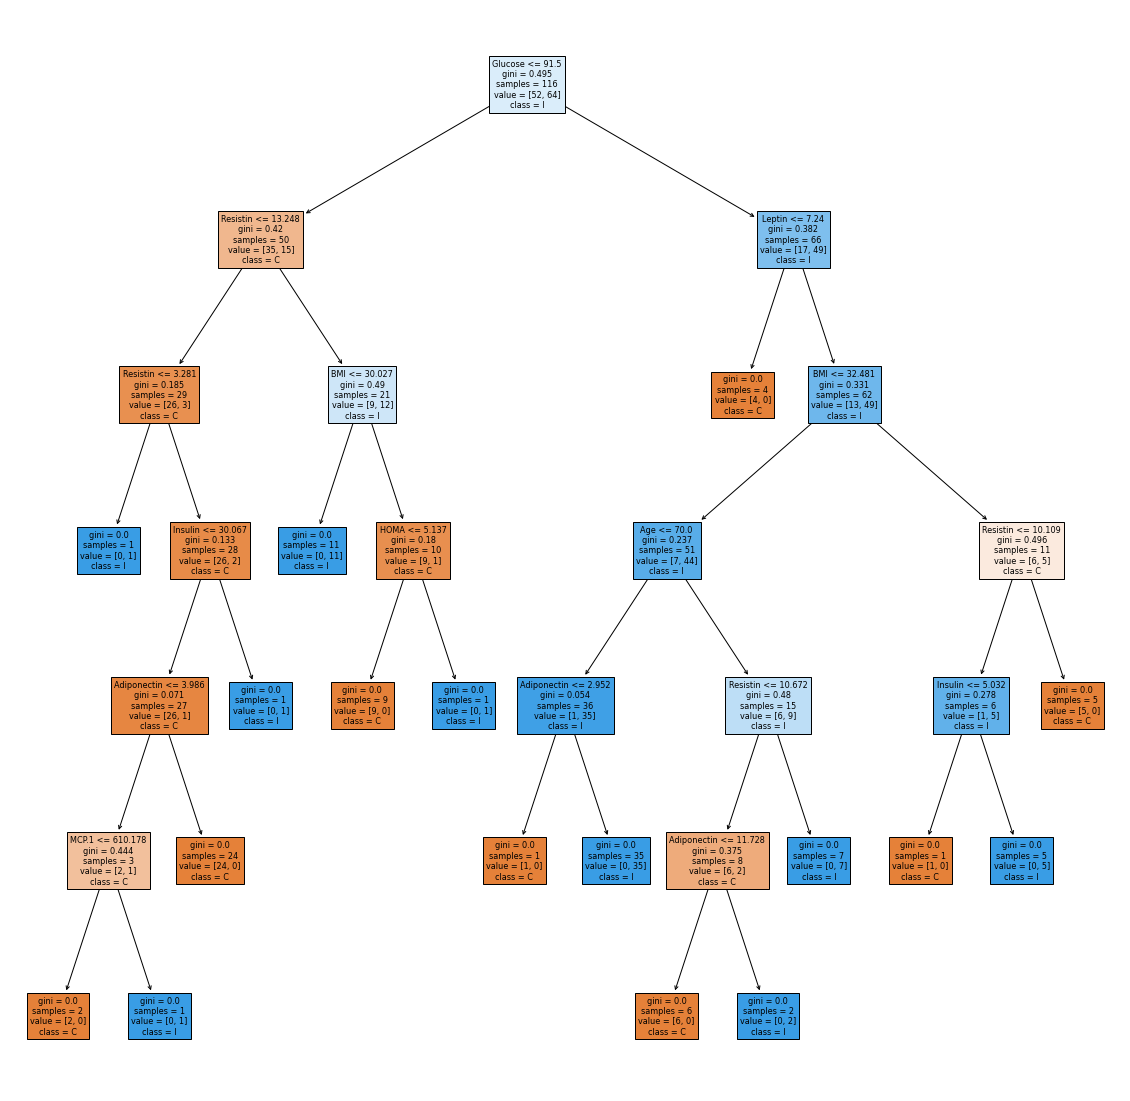 Glucose <= 91.5
gini = 0.495
samples = 116
value = [52, 64]
class = I
Resistin <= 13.248
gini = 0.42
samples = 50
value = [35, 15]
class = C
Leptin <= 7.24
gini = 0.382
samples = 66
value = [17, 49]
class = I
Resistin <= 3.281
gini = 0.185
samples = 29
value = [26, 3]
class = C
BMI <= 30.027
gini = 0.49
samples = 21
value = [9, 12]
class = I
gini = 0.0
samples = 4
value = [4, 0]
class = C
BMI <= 32.481
gini = 0.331
samples = 62
value = [13, 49]
class = I
gini = 0.0
samples = 1
value = [0, 1]
class = I
Insulin <= 30.067
gini = 0.133
samples = 28
value = [26, 2]
class = C
gini = 0.0
samples = 11
value = [0, 11]
class = I
HOMA <= 5.137
gini = 0.18
samples = 10
value = [9, 1]
class = C
Age <= 70.0
gini = 0.237
samples = 51
value = [7, 44]
class = I
Resistin <= 10.109
gini = 0.496
samples = 11
value = [6, 5]
class = C
Adiponectin <= 3.986
gini = 0.071
samples = 27
value = [26, 1]
class = C
gini = 0.0
samples = 1
value = [0, 1]
class = I
gini = 0.0
samples = 9
value = [9, 0]
class = C
gini = 0.0
samples = 1
value = [0, 1]
class = I
Adiponectin <= 2.952
gini = 0.054
samples = 36
value = [1, 35]
class = I
Resistin <= 10.672
gini = 0.48
samples = 15
value = [6, 9]
class = I
Insulin <= 5.032
gini = 0.278
samples = 6
value = [1, 5]
class = I
gini = 0.0
samples = 5
value = [5, 0]
class = C
MCP.1 <= 610.178
gini = 0.444
samples = 3
value = [2, 1]
class = C
gini = 0.0
samples = 24
value = [24, 0]
class = C
gini = 0.0
samples = 1
value = [1, 0]
class = C
gini = 0.0
samples = 35
value = [0, 35]
class = I
Adiponectin <= 11.728
gini = 0.375
samples = 8
value = [6, 2]
class = C
gini = 0.0
samples = 7
value = [0, 7]
class = I
gini = 0.0
samples = 1
value = [1, 0]
class = C
gini = 0.0
samples = 5
value = [0, 5]
class = I
gini = 0.0
samples = 2
value = [2, 0]
class = C
gini = 0.0
samples = 1
value = [0, 1]
class = I
gini = 0.0
samples = 6
value = [6, 0]
class = C
gini = 0.0
samples = 2
value = [0, 2]
class = I